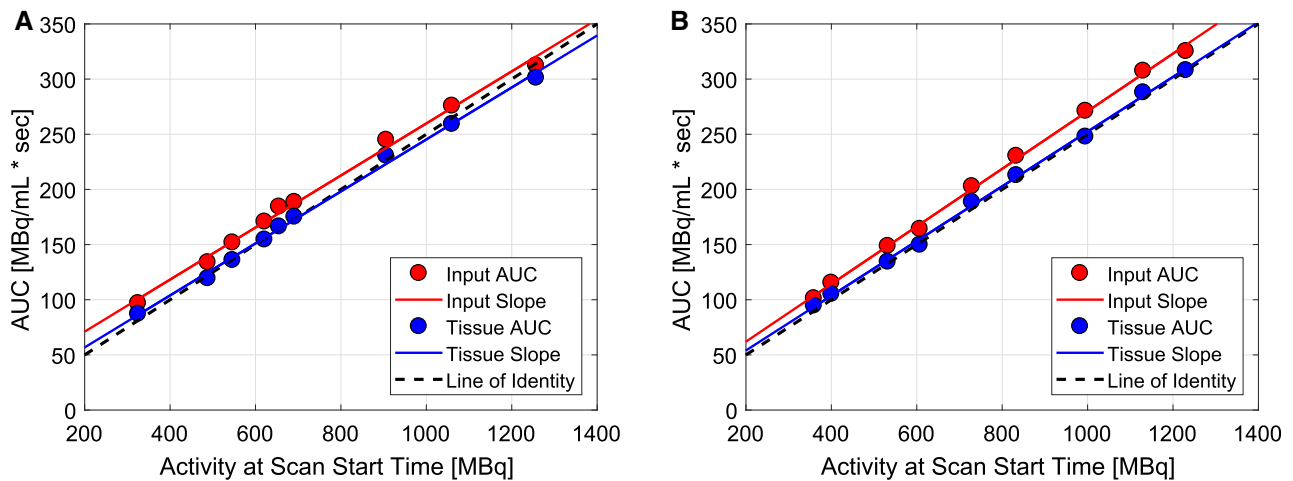 A
AUC [MBq/mL * sec]
350
300
250
200
150
100
50
0
200 400 600 800 1000 1200 1400
Activity at Scan Start Time [MBq]
Input AUC
Input Slope
Tissue AUC
Tissue Slope
Line of Identity
B
AUC [MBq/mL * sec]
350
300
250
200
150
100
50
0
200 400 600 800 1000 1200 1400
Activity at Scan Start Time [MBq]
Input AUC
Input Slope
Tissue AUC
Tissue Slope
Line of Identity